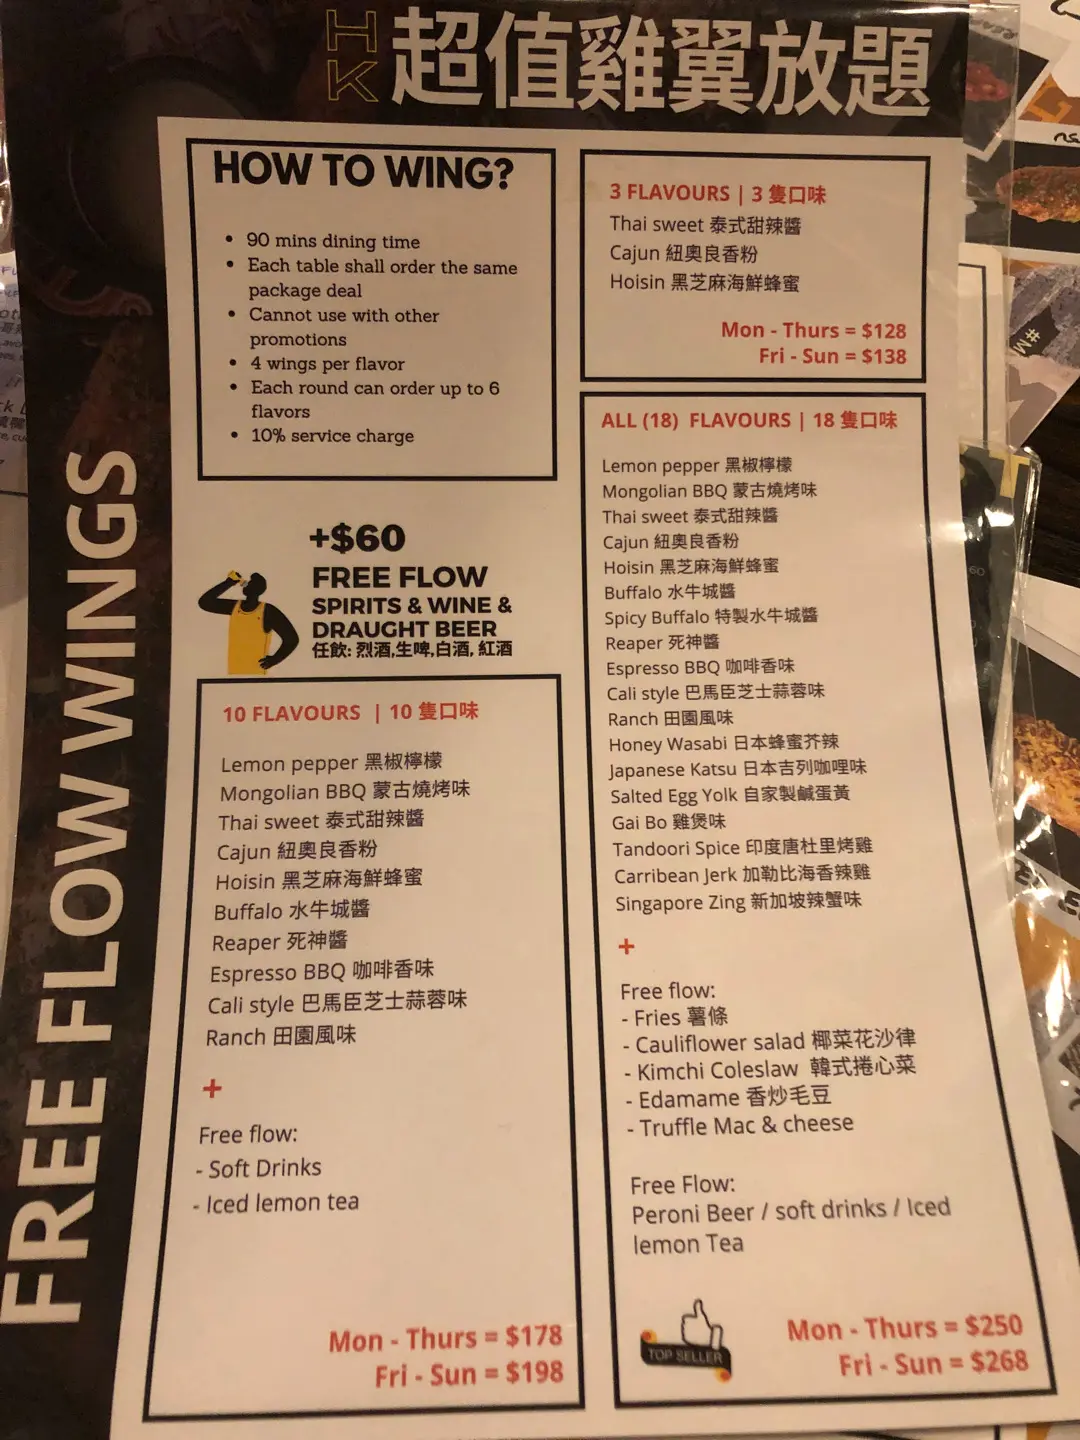 HK 超值雞翼放題
FREE FLOW WINGS
HOW TO WING?
• 90 mins dining time
• Each table shall order the same
package deal
• Cannot use with other
promotions
• 4 wings per flavor
• Each round can order up to 6
flavors
• 10% service charge
+$60
FREE FLOW
SPIRITS & WINE &
DRAUGHT BEER
任飲: 烈酒,生啤,白酒, 紅酒
10 FLAVOURS | 10 隻口味
Lemon pepper 黑椒檸檬
Mongolian BBQ 蒙古燒烤味
Thai sweet 泰式甜辣醬
Cajun 紐奧良香粉
Hoisin 黑芝麻海鮮蜂蜜
Buffalo 水牛城醬
Reaper 死神醬
Espresso BBQ 咖啡香味
Cali style 巴馬臣芝士蒜蓉味
Ranch 田園風味
+
Free flow:
- Soft Drinks
- Iced lemon tea
Mon - Thurs = $178
Fri - Sun = $198
3 FLAVOURS | 3 隻口味
Thai sweet 泰式甜辣醬
Cajun 紐奧良香粉
Hoisin 黑芝麻海鮮蜂蜜
Mon - Thurs = $128
Fri - Sun = $138
ALL (18) FLAVOURS | 18 隻口味
Lemon pepper 黑椒檸檬
Mongolian BBQ 蒙古燒烤味
Thai sweet 泰式甜辣醬
Cajun 紐奧良香粉
Hoisin 黑芝麻海鮮蜂蜜
Buffalo 水牛城醬
Spicy Buffalo 特製水牛城醬
Reaper 死神醬
Espresso BBQ 咖啡香味
Cali style 巴馬臣芝士蒜蓉味
Ranch 田園風味
Honey Wasabi 日本蜂蜜芥辣
Japanese Katsu 日本吉列咖哩味
Salted Egg Yolk 自家製鹹蛋黃
Gai Bo 雞煲味
Tandoori Spice 印度唐杜里烤雞
Carribean Jerk 加勒比海香辣雞
Singapore Zing 新加坡辣蟹味
+
Free flow:
- Fries 薯條
- Cauliflower salad 椰菜花沙律
- Kimchi Coleslaw 韓式捲心菜
- Edamame 香炒毛豆
- Truffle Mac & cheese
Free Flow:
Peroni Beer / soft drinks / Iced
lemon Tea
TOP SELLER
Mon - Thurs = $250
Fri - Sun = $268